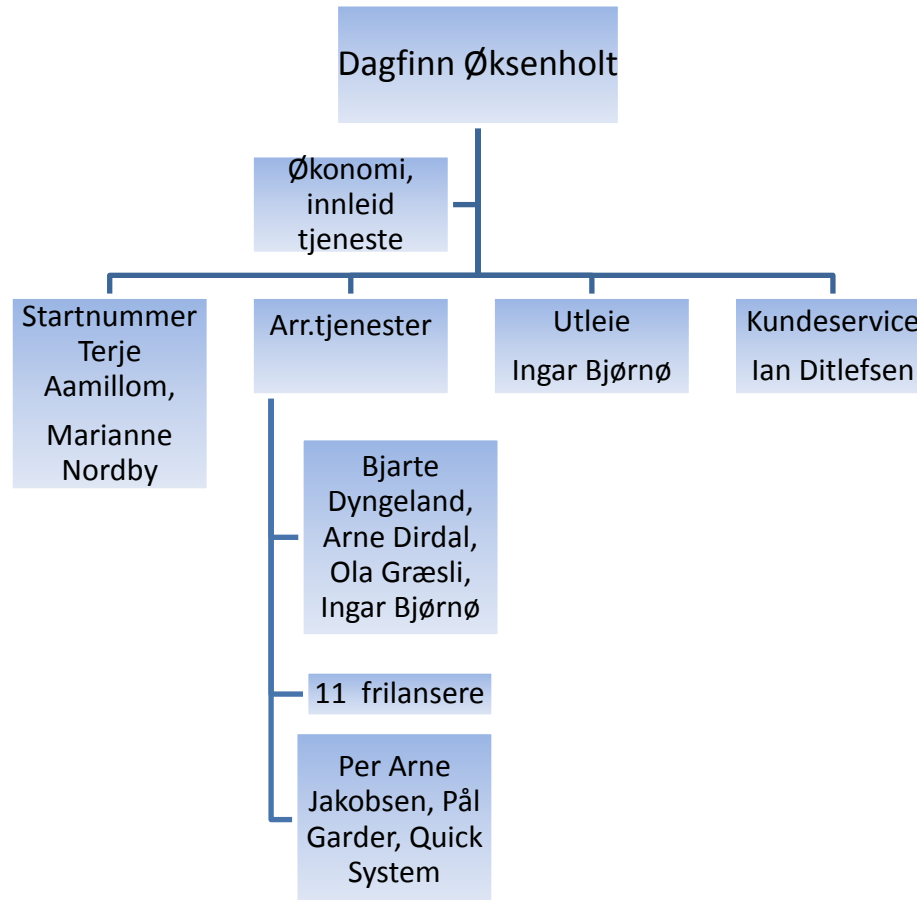 Dagfinn Øksenholt
Økonomi,
innleid
tjeneste
Startnummer
Terje
Aamillom,
Marianne
Nordby
Arr.tjenester
Utleie
Ingar Bjørnø
Kundeservice
Ian Ditlefsen
Bjarte
Dyngeland,
Arne Dirdal,
Ola Græsli,
Ingar Bjørnø
11 frilansere
Per Arne
Jakobsen, Pål
Garder, Quick
System